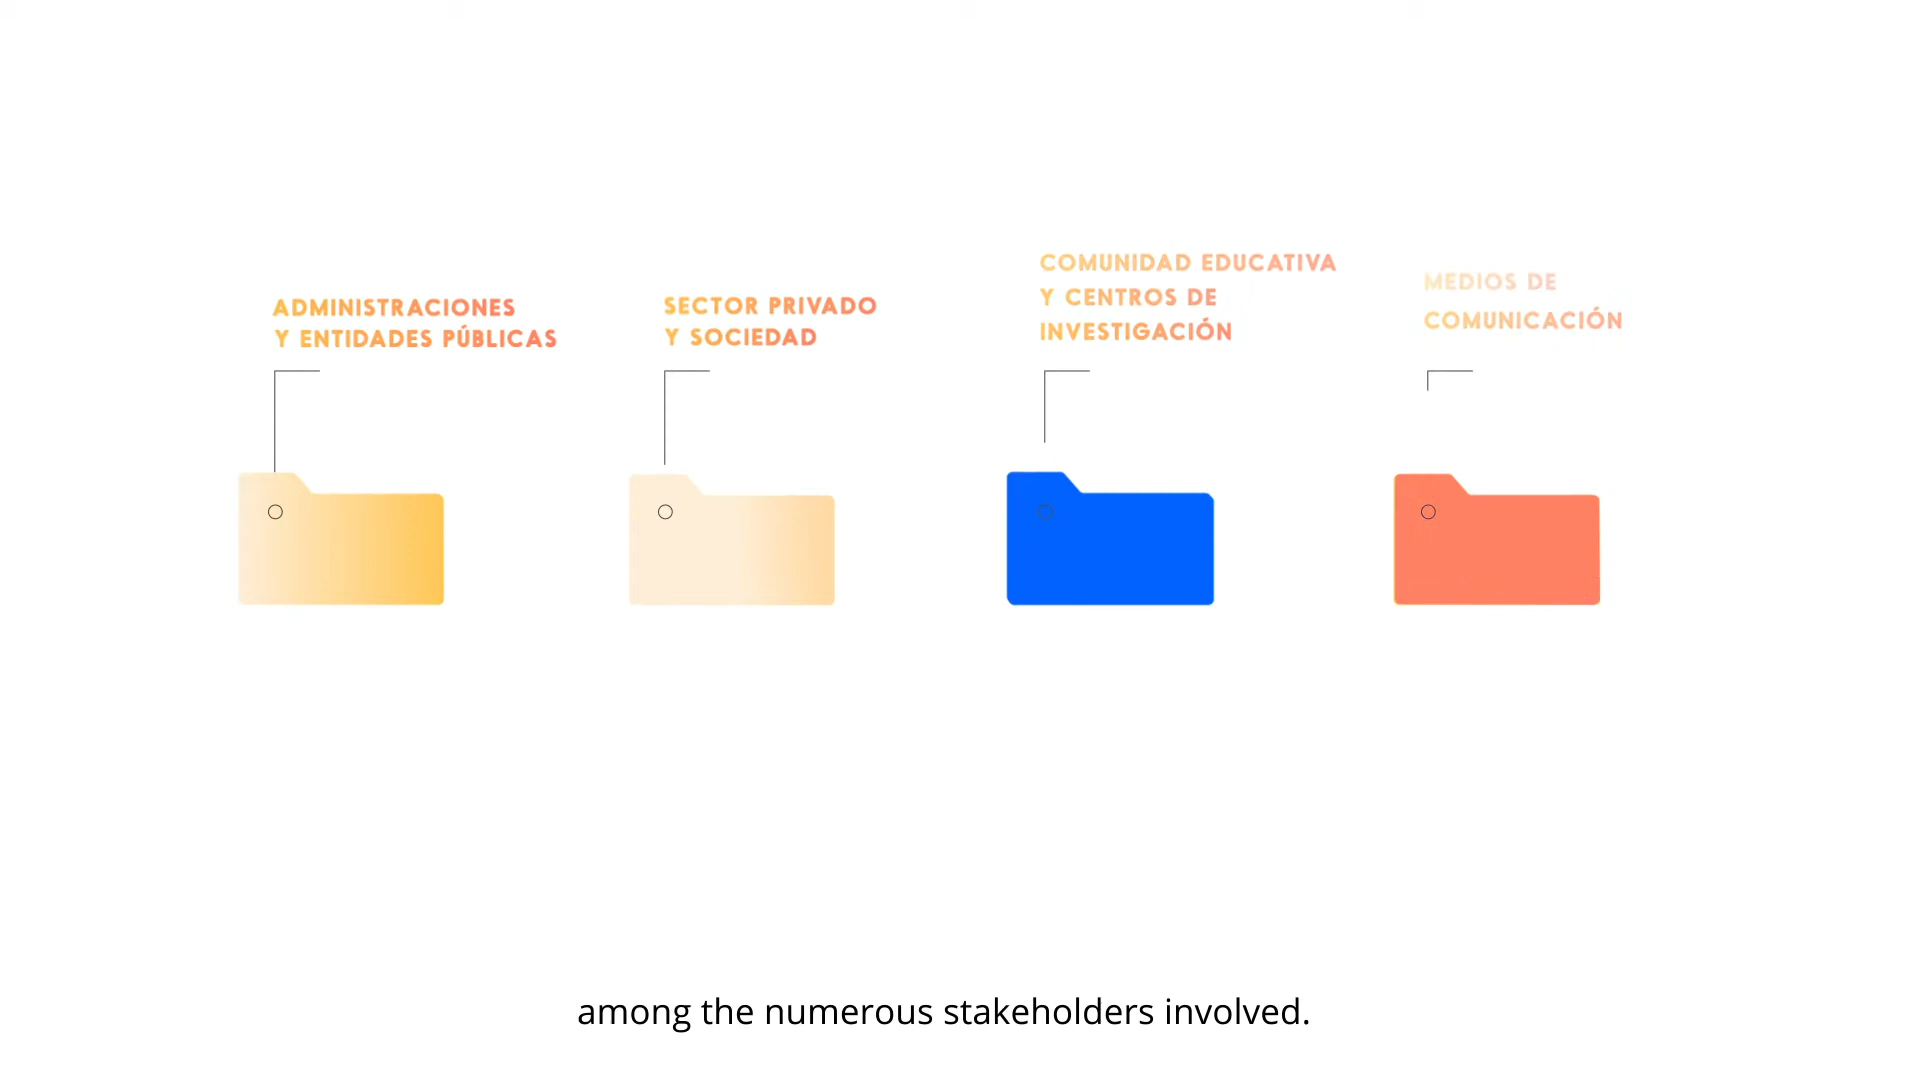 ADMINISTRACIONES
Y ENTIDADES PÚBLICAS
SECTOR PRIVADO
Y SOCIEDAD
COMUNIDAD EDUCATIVA
Y CENTROS DE
INVESTIGACIÓN
MEDIOS DE
COMUNICACIÓN
among the numerous stakeholders involved.